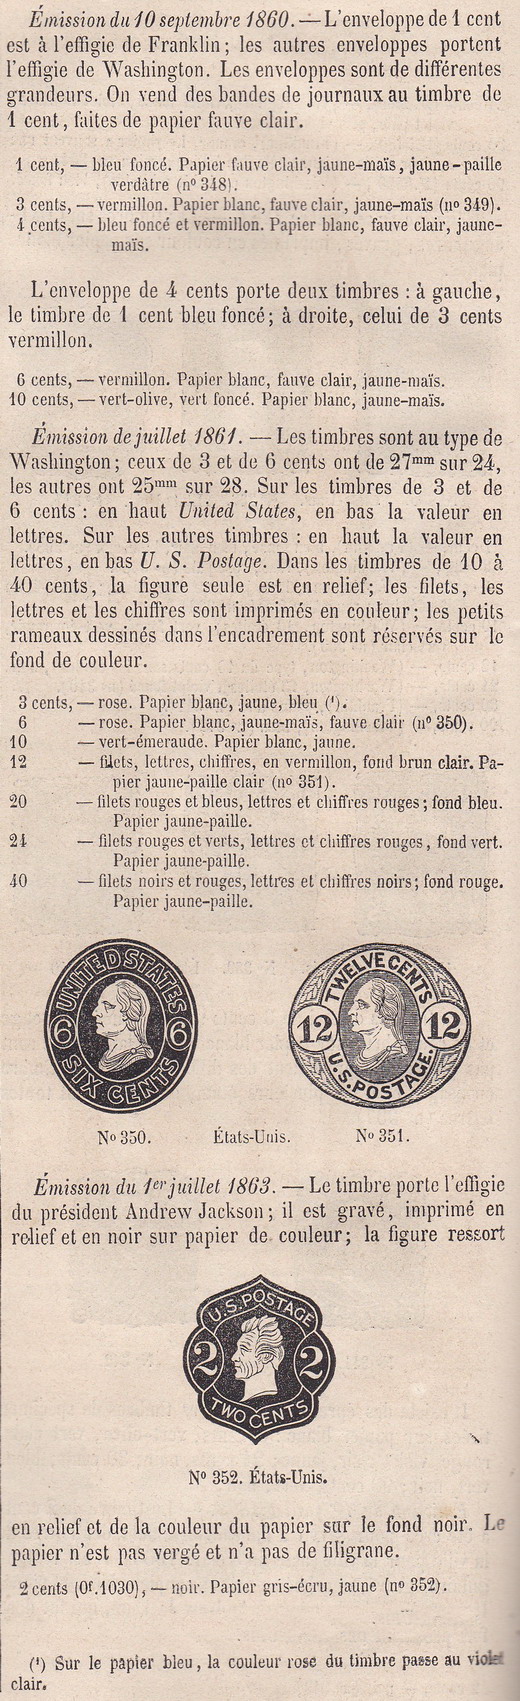 Émission du 10 septembre 1860. — L'enveloppe de 1 cent
est à l'effigie de Franklin; les autres enveloppes portent
l'effigie de Washington. Les enveloppes sont de différentes
grandeurs. On vend des bandes de journaux au timbre de
1 cent, faites de papier fauve clair.
1 cent, — bleu foncé. Papier fauve clair, jaune-maïs, jaune-paille
verdâtre (nº 348).
3 cents, — vermillon. Papier blanc, fauve clair, jaune-maïs (nº 349).
4 cents, — bleu foncé et vermillon. Papier blanc, fauve clair, jaune-
maïs.
L'enveloppe de 4 cents porte deux timbres : à gauche,
le timbre de 1 cent bleu foncé; à droite, celui de 3 cents
vermillon.
6 cents, — vermillon. Papier blanc, fauve clair, jaune-maïs.
10 cents, — vert-olive, vert foncé. Papier blanc, jaune-maïs.
Émission de juillet 1861. — Les timbres sont au type de
Washington; ceux de 3 et de 6 cents ont de 27mm sur 24,
les autres ont 25mm sur 28. Sur les timbres de 3 et de
6 cents : en haut United States, en bas la valeur en
lettres. Sur les autres timbres : en haut la valeur en
lettres, en bas U. S. Postage. Dans les timbres de 10 à
40 cents, la figure seule est en relief; les filets, les
lettres et les chiffres sont imprimés en couleur; les petits
rameaux dessinés dans l'encadrement sont réservés sur le
fond de couleur.
3 cents, — rose. Papier blanc, jaune, bleu (¹).
6 — rose. Papier blanc, jaune-maïs, fauve clair (nº 350).
10 — vert-émeraude. Papier blanc, jaune.
12 — filets, lettres, chiffres, en vermillon, fond brun clair. Pa-
pier jaune-paille clair (nº 351).
20 — filets rouges et bleus, lettres et chiffres rouges; fond bleu.
Papier jaune-paille.
24 — filets rouges et verts, lettres et chiffres rouges, fond vert.
Papier jaune-paille.
40 — filets noirs et rouges, lettres et chiffres noirs; fond rouge.
Papier jaune-paille.
UNITED STATES
6 6
SIX CENTS
TWELVE CENTS
12 12
U.S. POSTAGE.
Nº 350. États-Unis. Nº 351.
Émission du 1er juillet 1863. — Le timbre porte l'effigie
du président Andrew Jackson; il est gravé, imprimé en
relief et en noir sur papier de couleur; la figure ressort
U.S. POSTAGE
2 2
TWO CENTS
Nº 352. États-Unis.
en relief et de la couleur du papier sur le fond noir. Le
papier n'est pas vergé et n'a pas de filigrane.
2 cents (0f.1030), — noir. Papier gris-écru, jaune (nº 352).
(¹) Sur le papier bleu, la couleur rose du timbre passe au violet
clair.